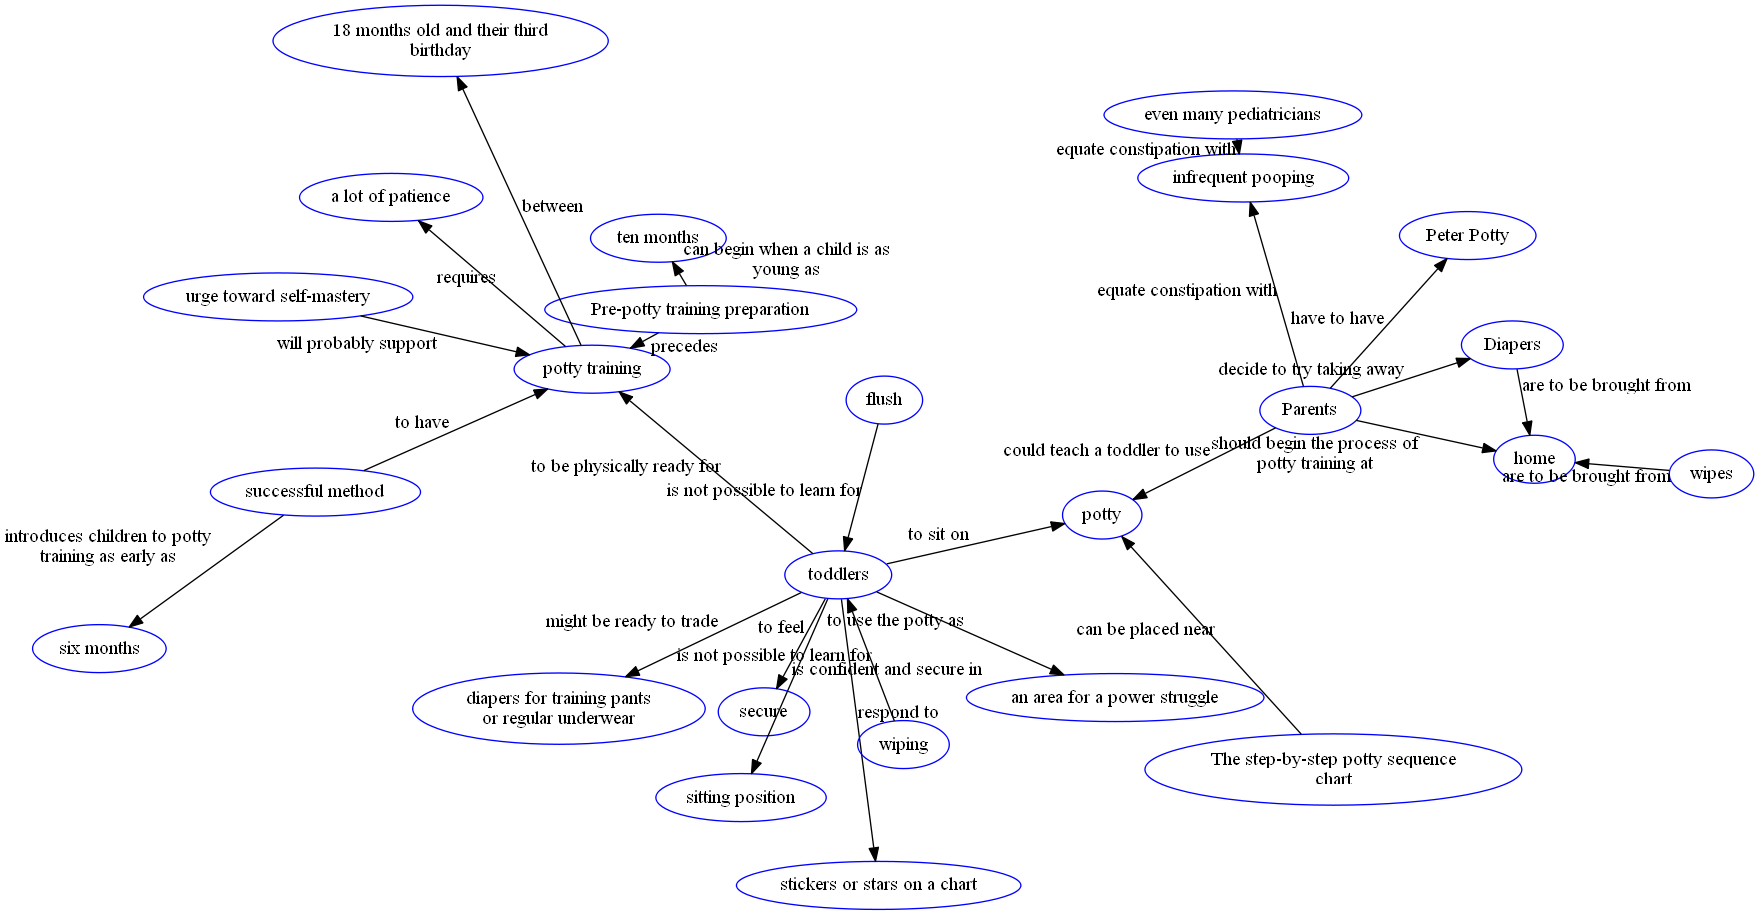 18 months old and their third
birthday
even many pediatricians
equate constipation with
infrequent pooping
a lot of patience
between
ten months
can begin when a child is as
young as
Peter Potty
requires
urge toward self-mastery
Pre-potty training preparation
equate constipation with
have to have
will probably support
precedes
potty training
Diapers
decide to try taking away
are to be brought from
flush
Parents
to have
could teach a toddler to use
should begin the process of
potty training at
home
are to be brought from
wipes
to be physically ready for
is not possible to learn for
successful method
potty
introduces children to potty
training as early as
to sit on
toddlers
might be ready to trade
to feel
to use the potty as
can be placed near
six months
is not possible to learn for
is confident and secure in
diapers for training pants
or regular underwear
secure
respond to
an area for a power struggle
wiping
The step-by-step potty sequence
chart
sitting position
stickers or stars on a chart